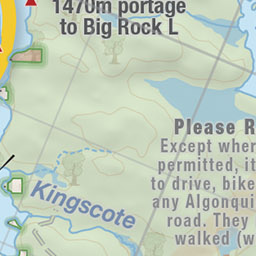 1470m portage
to Big Rock L
Please R
Except wher
permitted, it
to drive, bike
any Algonqui
road. They
walked (w
Kingscote